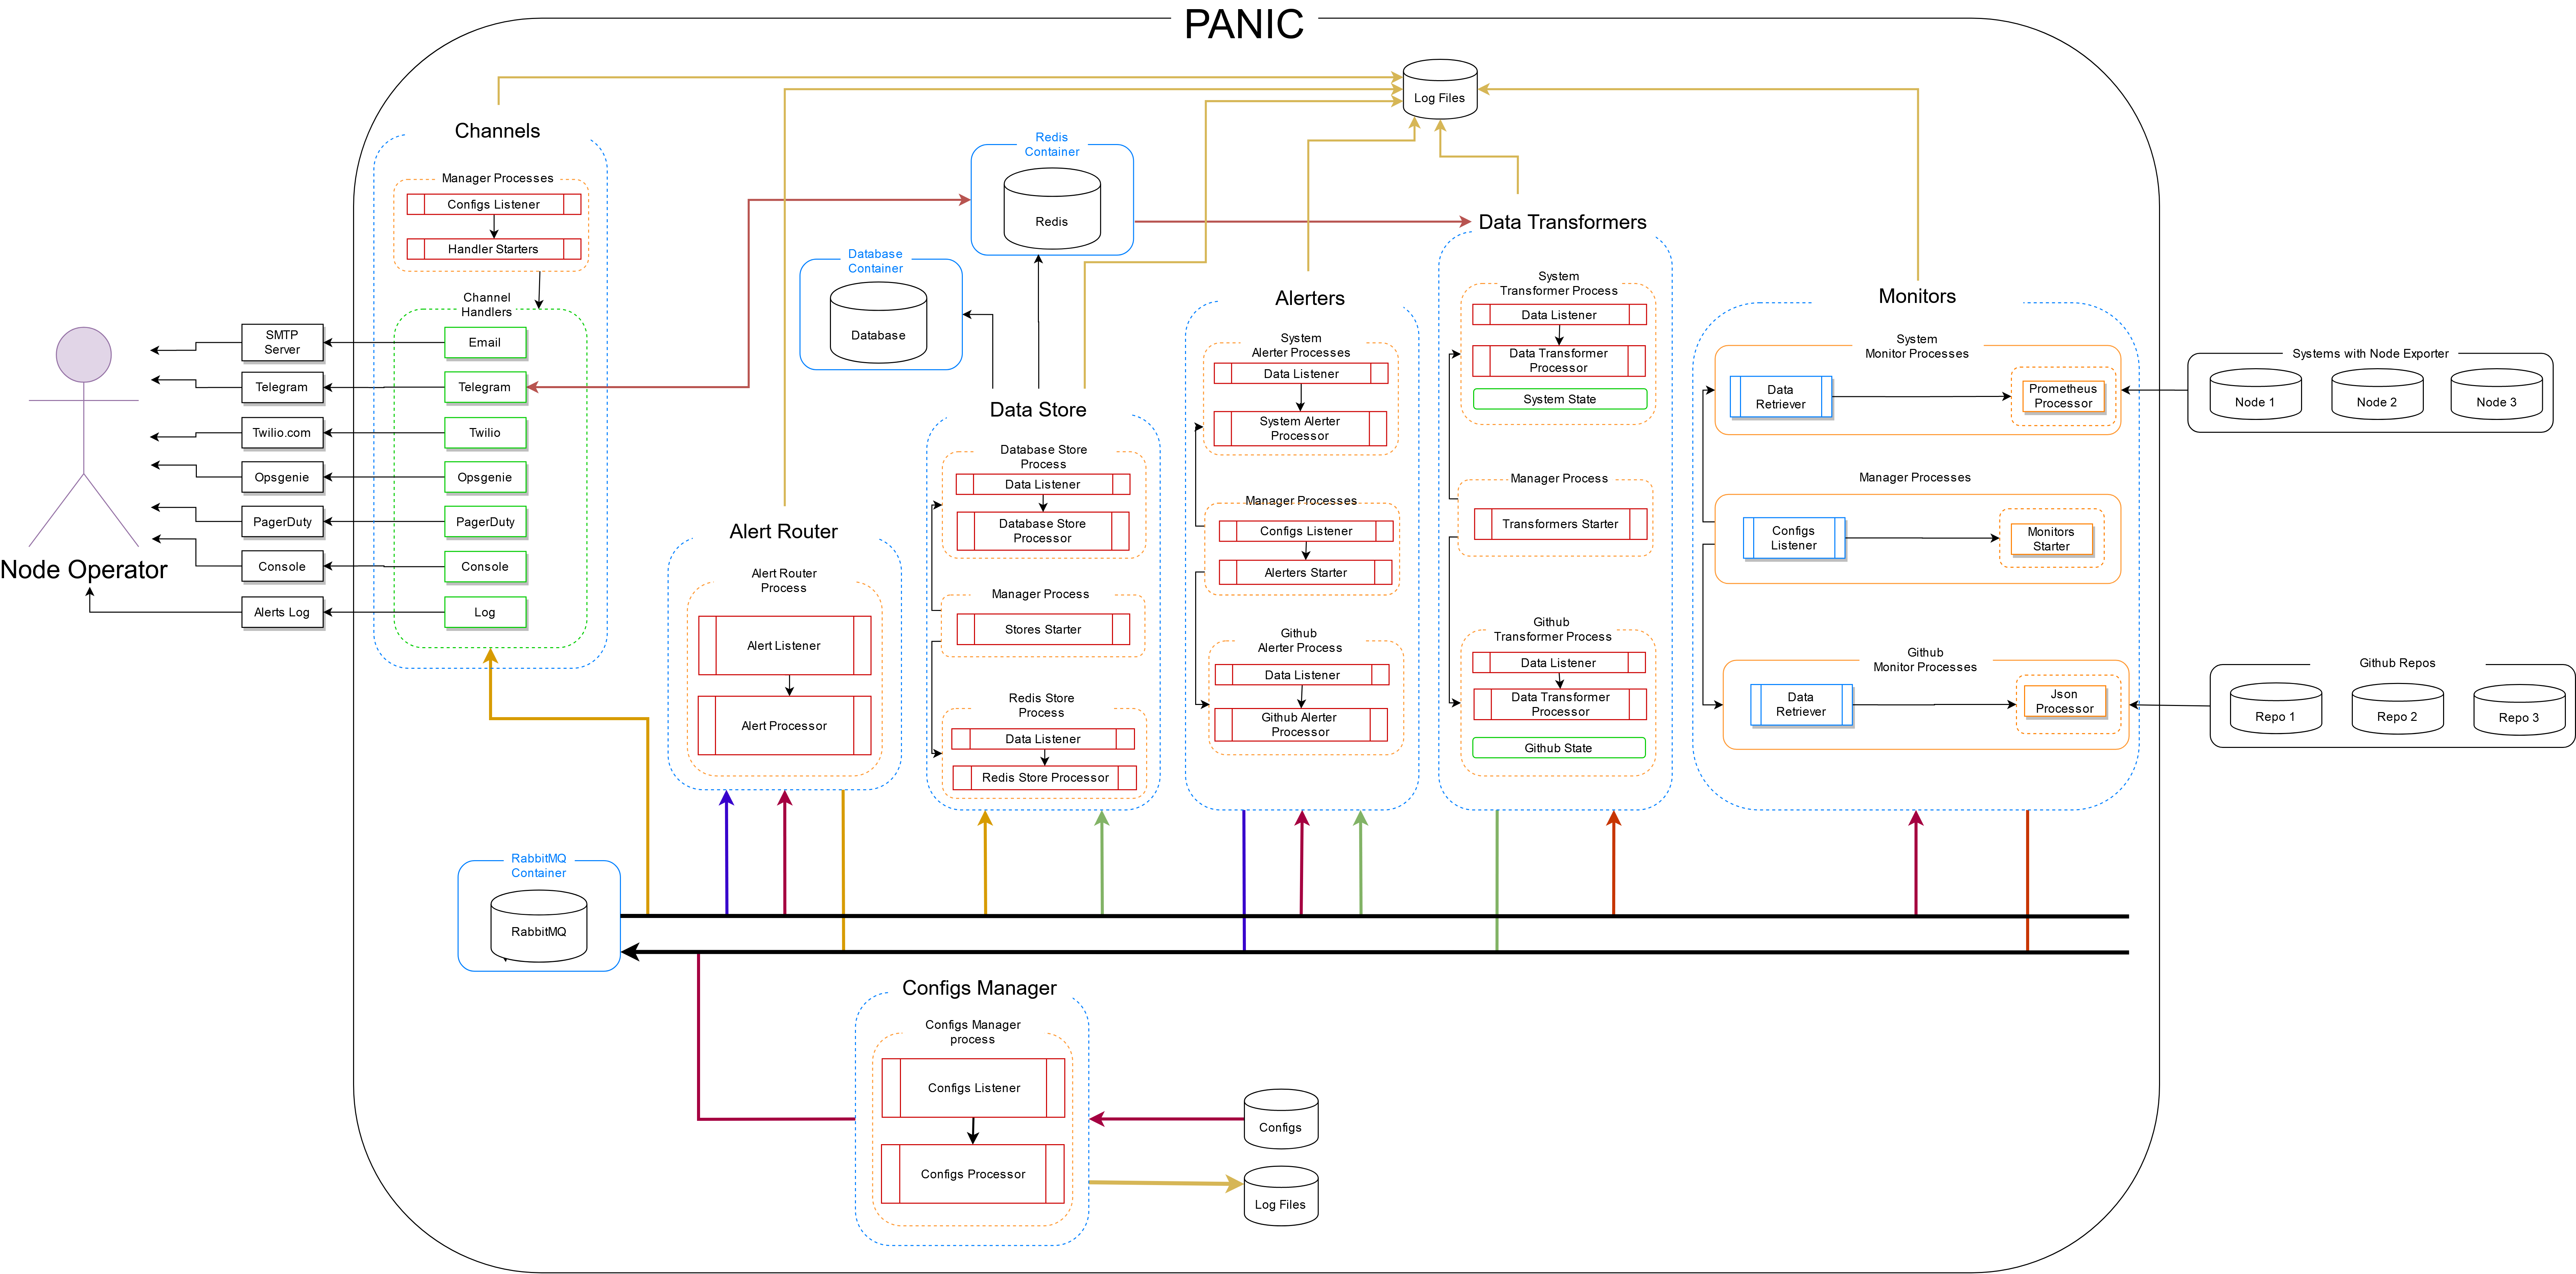 PANIC
Log Files
Channels
Manager Processes
Configs Listener
Handler Starters
Channel
Handlers
Email
Telegram
Twilio
Opsgenie
PagerDuty
Console
Log
SMTP
Server
Telegram
Twilio.com
Opsgenie
PagerDuty
Console
Alerts Log
Node Operator
Redis
Container
Redis
Database
Container
Database
Alert Router
Alert Router
Process
Alert Listener
Alert Processor
Data Store
Database Store
Process
Data Listener
Database Store
Processor
Manager Process
Stores Starter
Redis Store
Process
Data Listener
Redis Store Processor
Alerters
System
Alerter Processes
Data Listener
System Alerter
Processor
Manager Processes
Configs Listener
Alerters Starter
Github
Alerter Process
Data Listener
Github Alerter
Processor
Data Transformers
System
Transformer Process
Data Listener
Data Transformer
Processor
System State
Manager Process
Transformers Starter
Github
Transformer Process
Data Listener
Data Transformer
Processor
Github State
Monitors
System
Monitor Processes
Data
Retriever
Prometheus
Processor
Manager Processes
Configs
Listener
Monitors
Starter
Github
Monitor Processes
Data
Retriever
Json
Processor
Systems with Node Exporter
Node 1
Node 2
Node 3
Github Repos
Repo 1
Repo 2
Repo 3
RabbitMQ
Container
RabbitMQ
Configs Manager
Configs Manager
process
Configs Listener
Configs Processor
Configs
Log Files